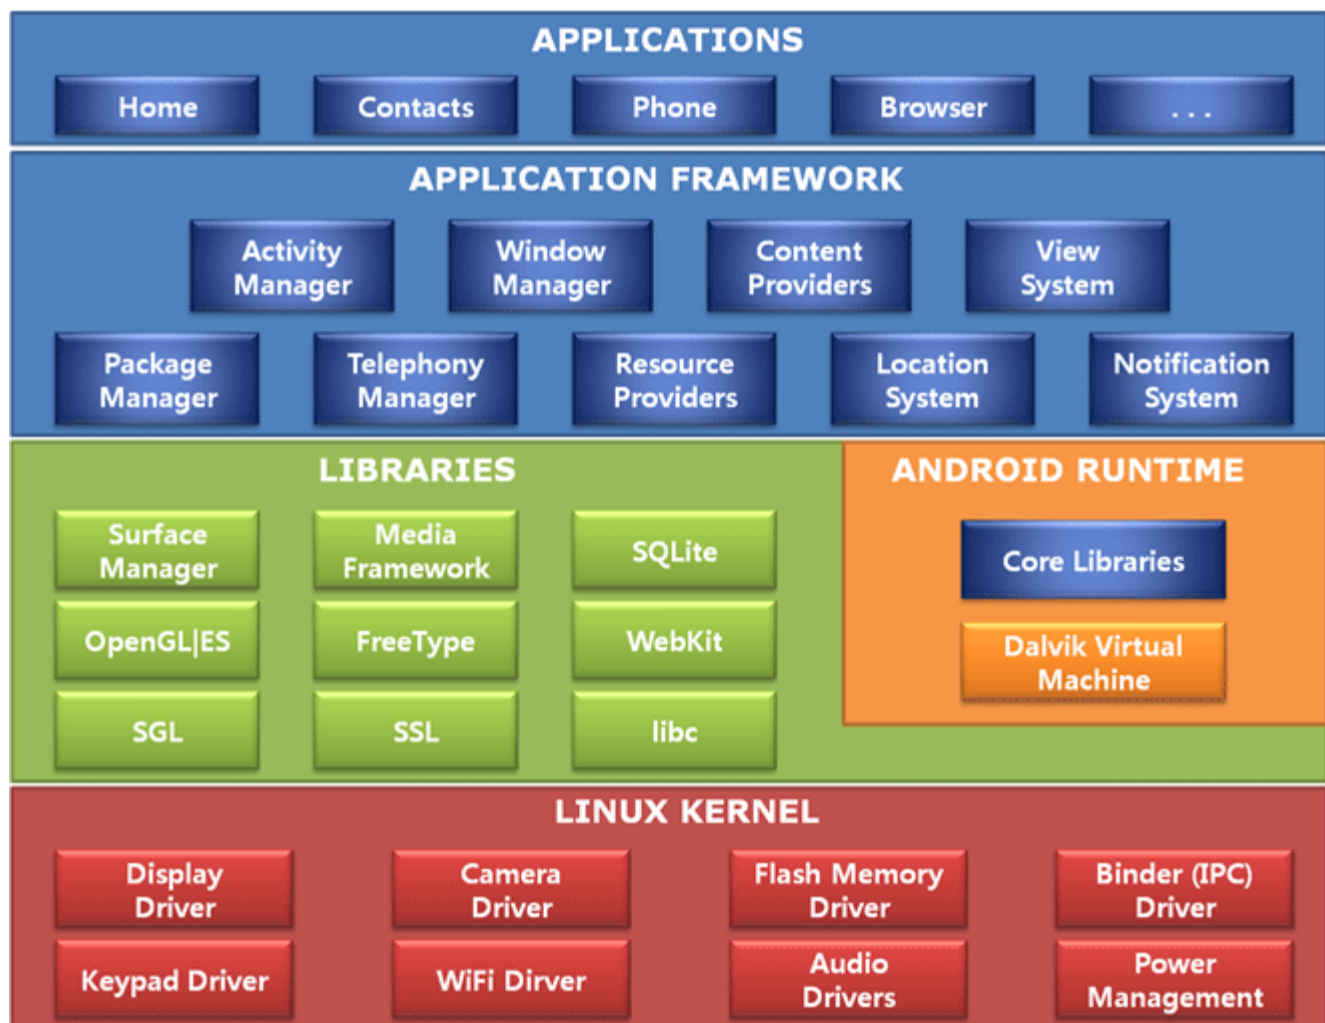 APPLICATIONS
Home
Contacts
Phone
Browser
. . .
APPLICATION FRAMEWORK
Activity
Manager
Window
Manager
Content
Providers
View
System
Package
Manager
Telephony
Manager
Resource
Providers
Location
System
Notification
System
LIBRARIES
Surface
Manager
Media
Framework
SQLite
OpenGL|ES
FreeType
WebKit
SGL
SSL
libc
ANDROID RUNTIME
Core Libraries
Dalvik Virtual
Machine
LINUX KERNEL
Display
Driver
Camera
Driver
Flash Memory
Driver
Binder (IPC)
Driver
Keypad Driver
WiFi Dirver
Audio
Drivers
Power
Management